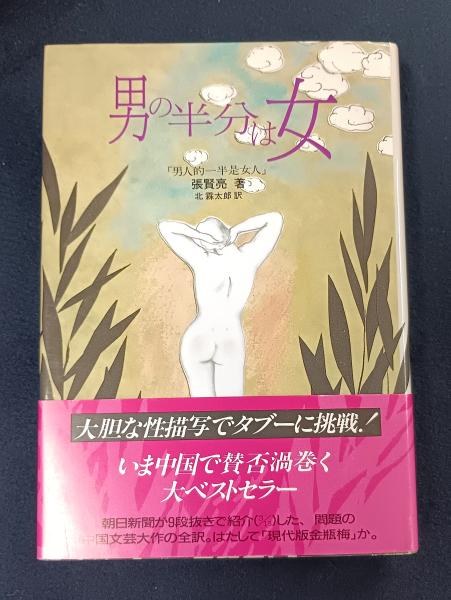 男の半分は女
「男人的一半是女人」
張賢亮 著
北霖太郎 訳
大胆な性描写でタブーに挑戦！
いま中国で賛否渦巻く
大ベストセラー
朝日新聞が9段抜きで紹介した、問題の
中国文芸大作の全訳。はたして「現代版金瓶梅」か。